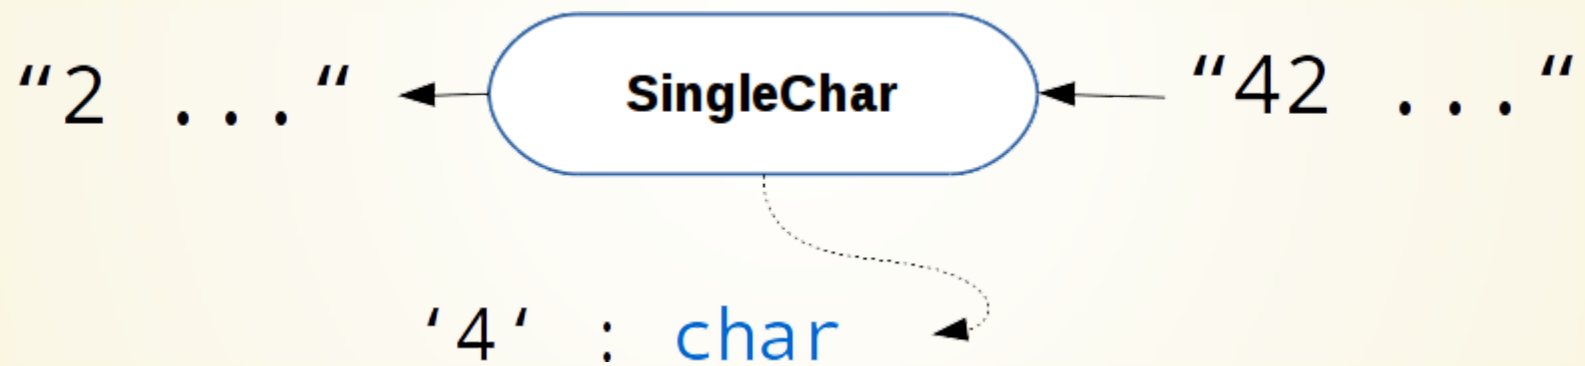 “2 ...“ SingleChar “42 ...“
‘4‘ : char